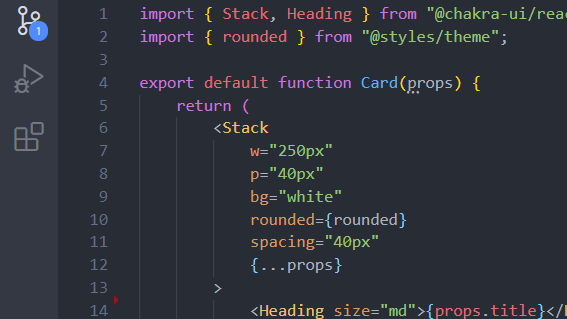 1 import { Stack, Heading } from "@chakra-ui/rea
2 import { rounded } from "@styles/theme";
3
4 export default function Card(props) {
5 return (
6 <Stack
7 w="250px"
8 p="40px"
9 bg="white"
10 rounded={rounded}
11 spacing="40px"
12 {...props}
13 >
14 <Heading size="md">{props.title}</
1